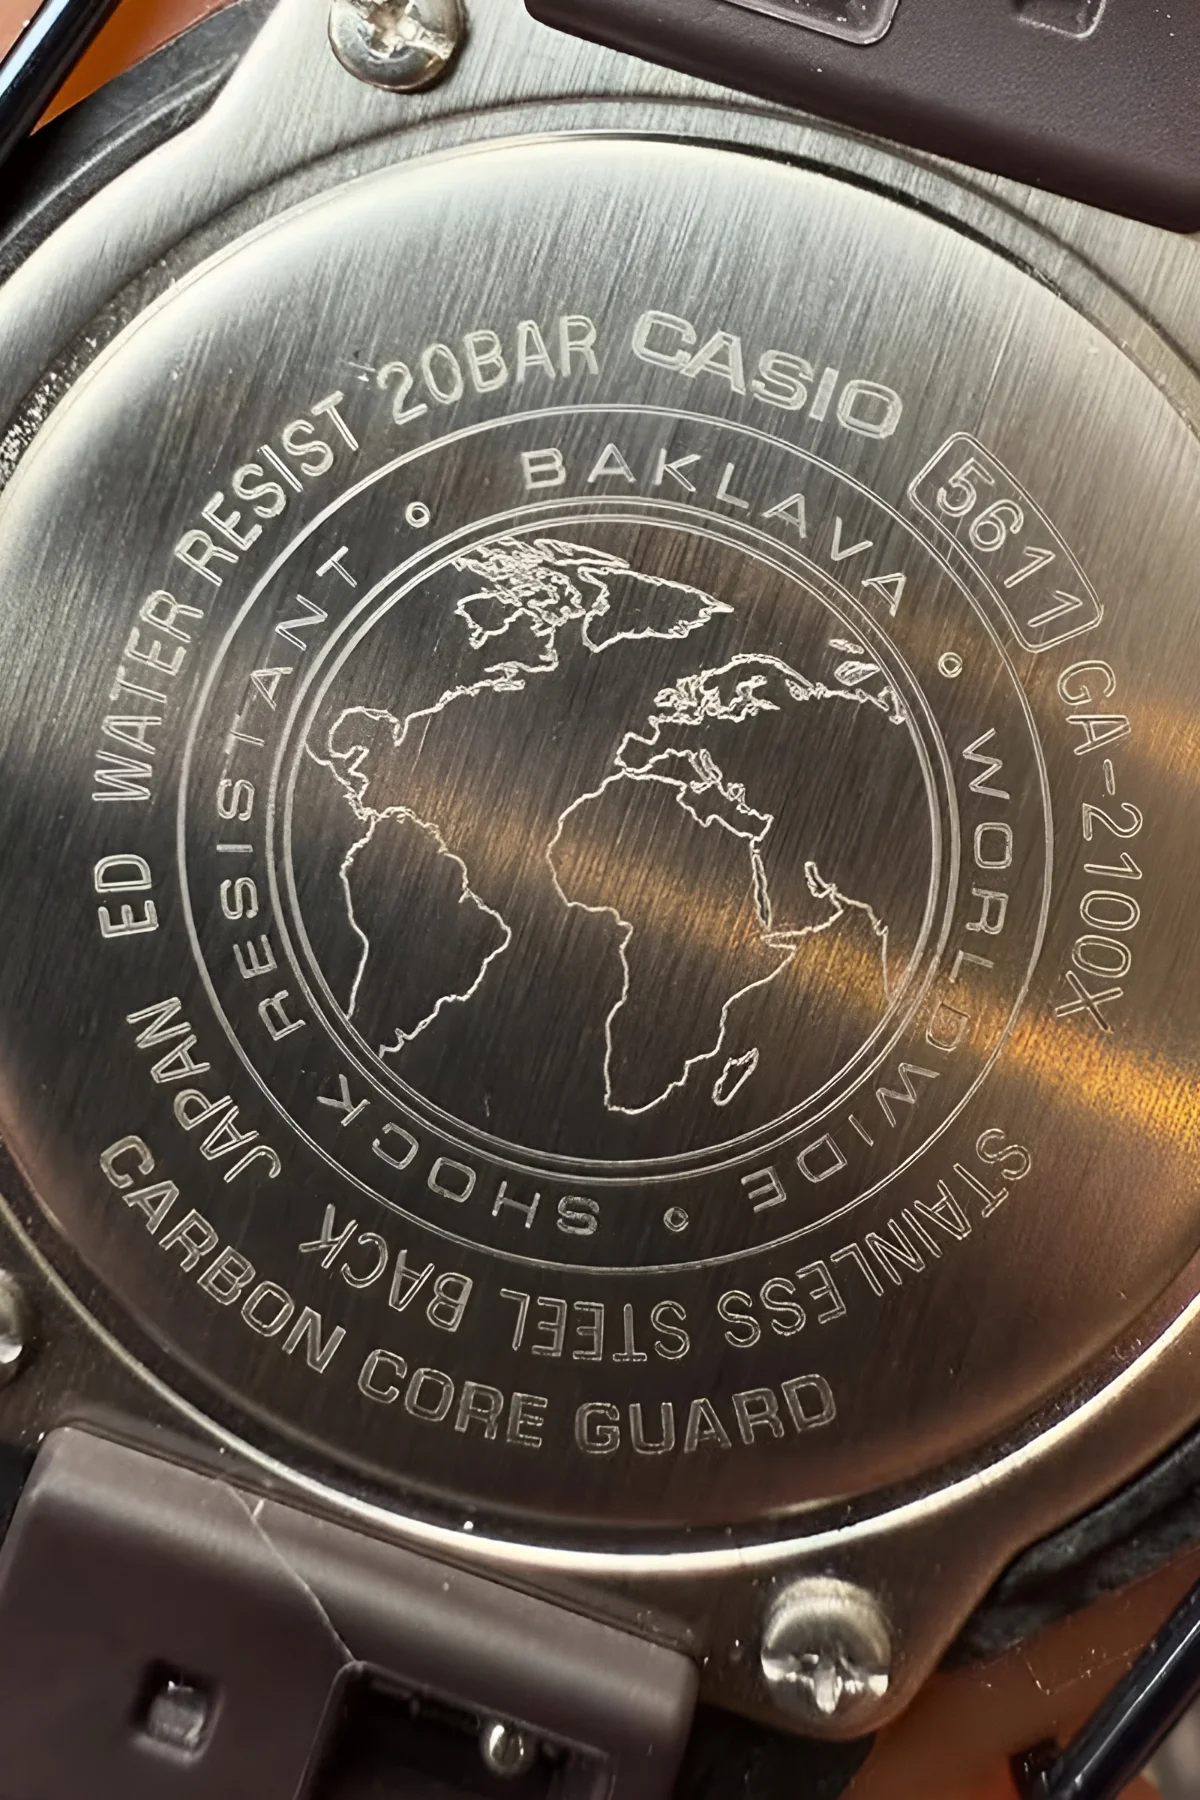 CASIO 5611 GA-2100X
STAINLESS STEEL BACK JAPAN ED WATER RESIST 20BAR
BAKLAVA • WORLDWIDE • SHOCK RESISTANT •
CARBON CORE GUARD